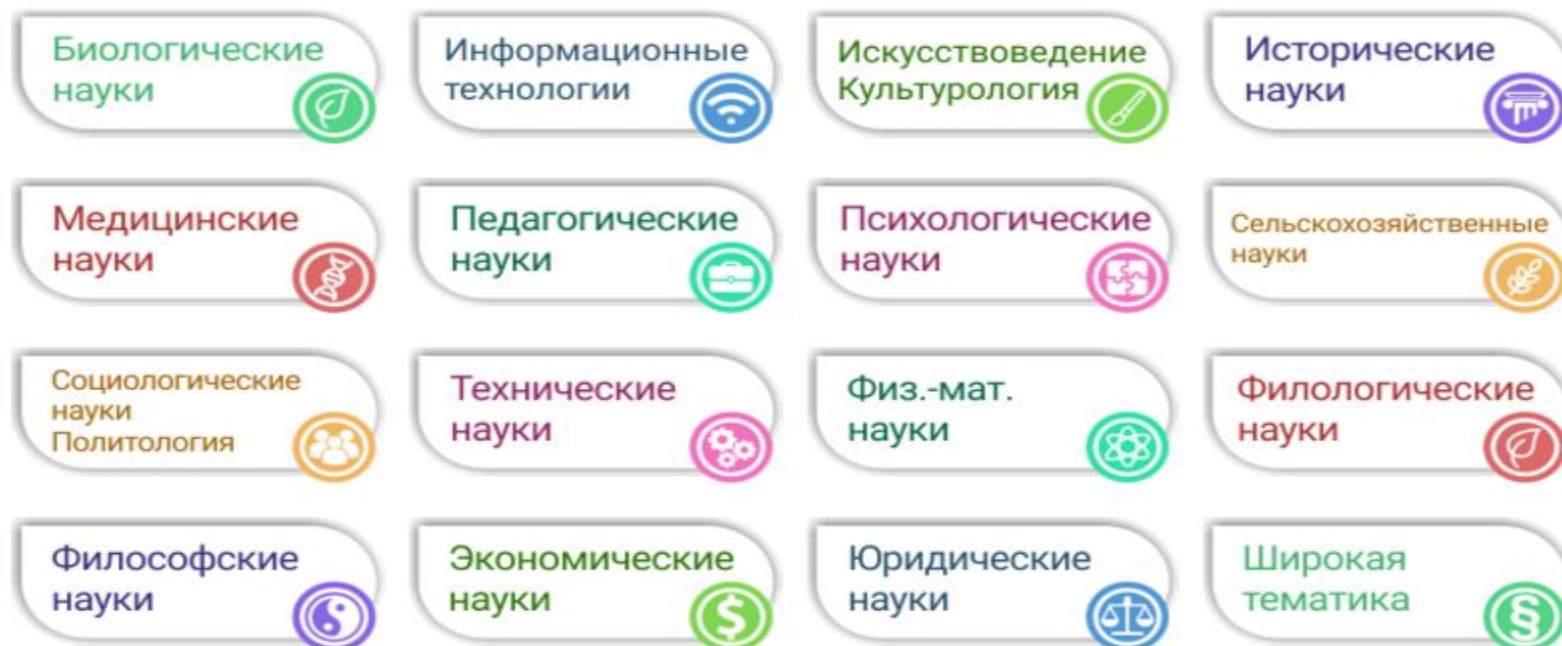 Биологические
науки
Информационные
технологии
Искусствоведение
Культурология
Исторические
науки
Медицинские
науки
Педагогические
науки
Психологические
науки
Сельскохозяйственные
науки
Социологические
науки
Политология
Технические
науки
Физ.-мат.
науки
Филологические
науки
Философские
науки
Экономические
науки
$
Юридические
науки
Широкая
тематика
§